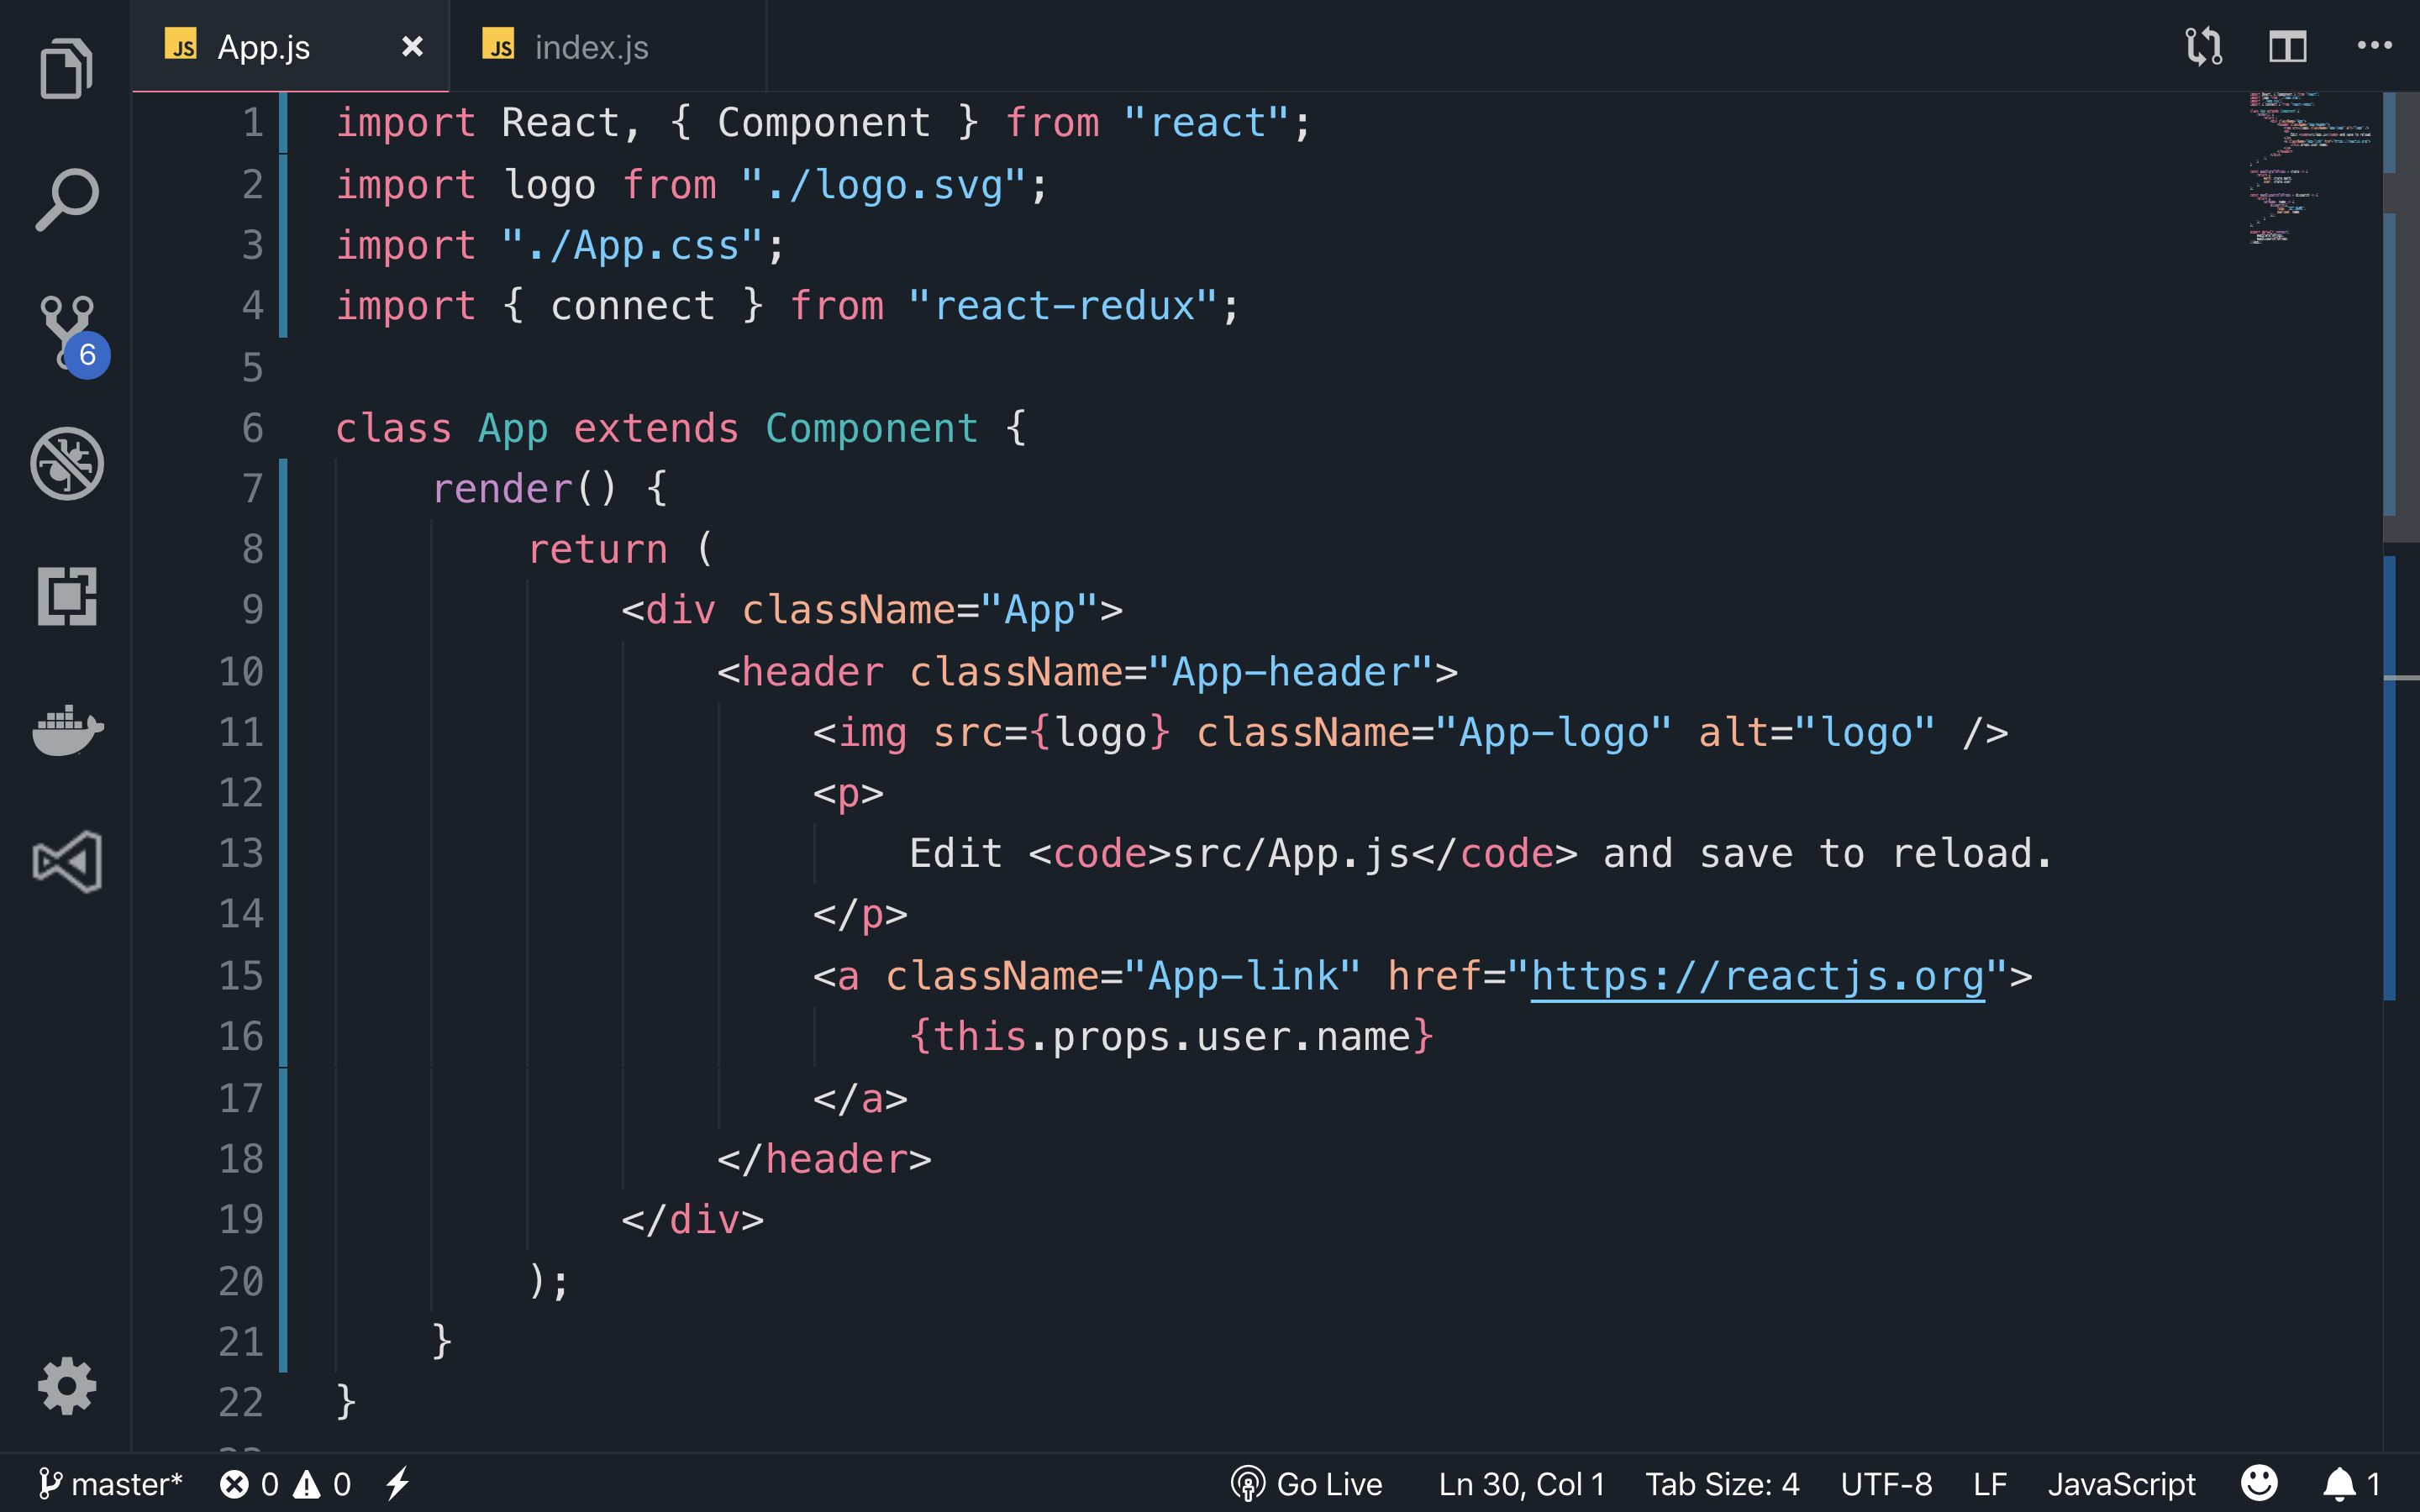 JS App.js × JS index.js
1 import React, { Component } from "react";
2 import logo from "./logo.svg";
3 import "./App.css";
4 import { connect } from "react-redux";
5
6 class App extends Component {
7 render() {
8 return (
9 <div className="App">
10 <header className="App-header">
11 <img src={logo} className="App-logo" alt="logo" />
12 <p>
13 Edit <code>src/App.js</code> and save to reload.
14 </p>
15 <a className="App-link" href="https://reactjs.org">
16 {this.props.user.name}
17 </a>
18 </header>
19 </div>
20 );
21 }
22 }
6
master* 0 0 Go Live Ln 30, Col 1 Tab Size: 4 UTF-8 LF JavaScript 1